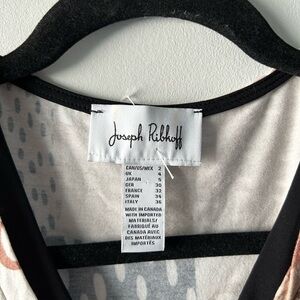 Joseph Ribkoff
CAN/US/MEX 2
UK 4
JAPAN 5
GER 30
FRANCE 32
SPAIN 34
ITALY 36
MADE IN CANADA
WITH IMPORTED
MATERIALS/
FABRIQUÉ AU
CANADA AVEC
DES MATÉRIAUX
IMPORTÉS